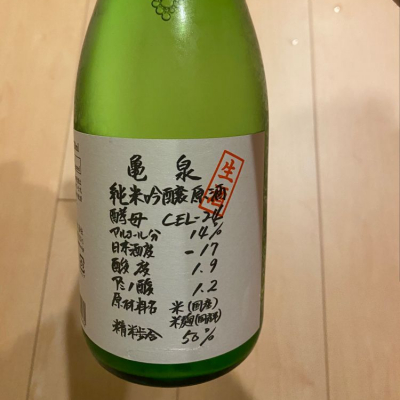 亀泉
生酒
純米吟醸原酒
酵母 CEL-24
アルコール分 14%
日本酒度 -17
酸度 1.9
アミノ酸 1.2
原材料名 米(国産)
米麹(国産米)
精米歩合 50%